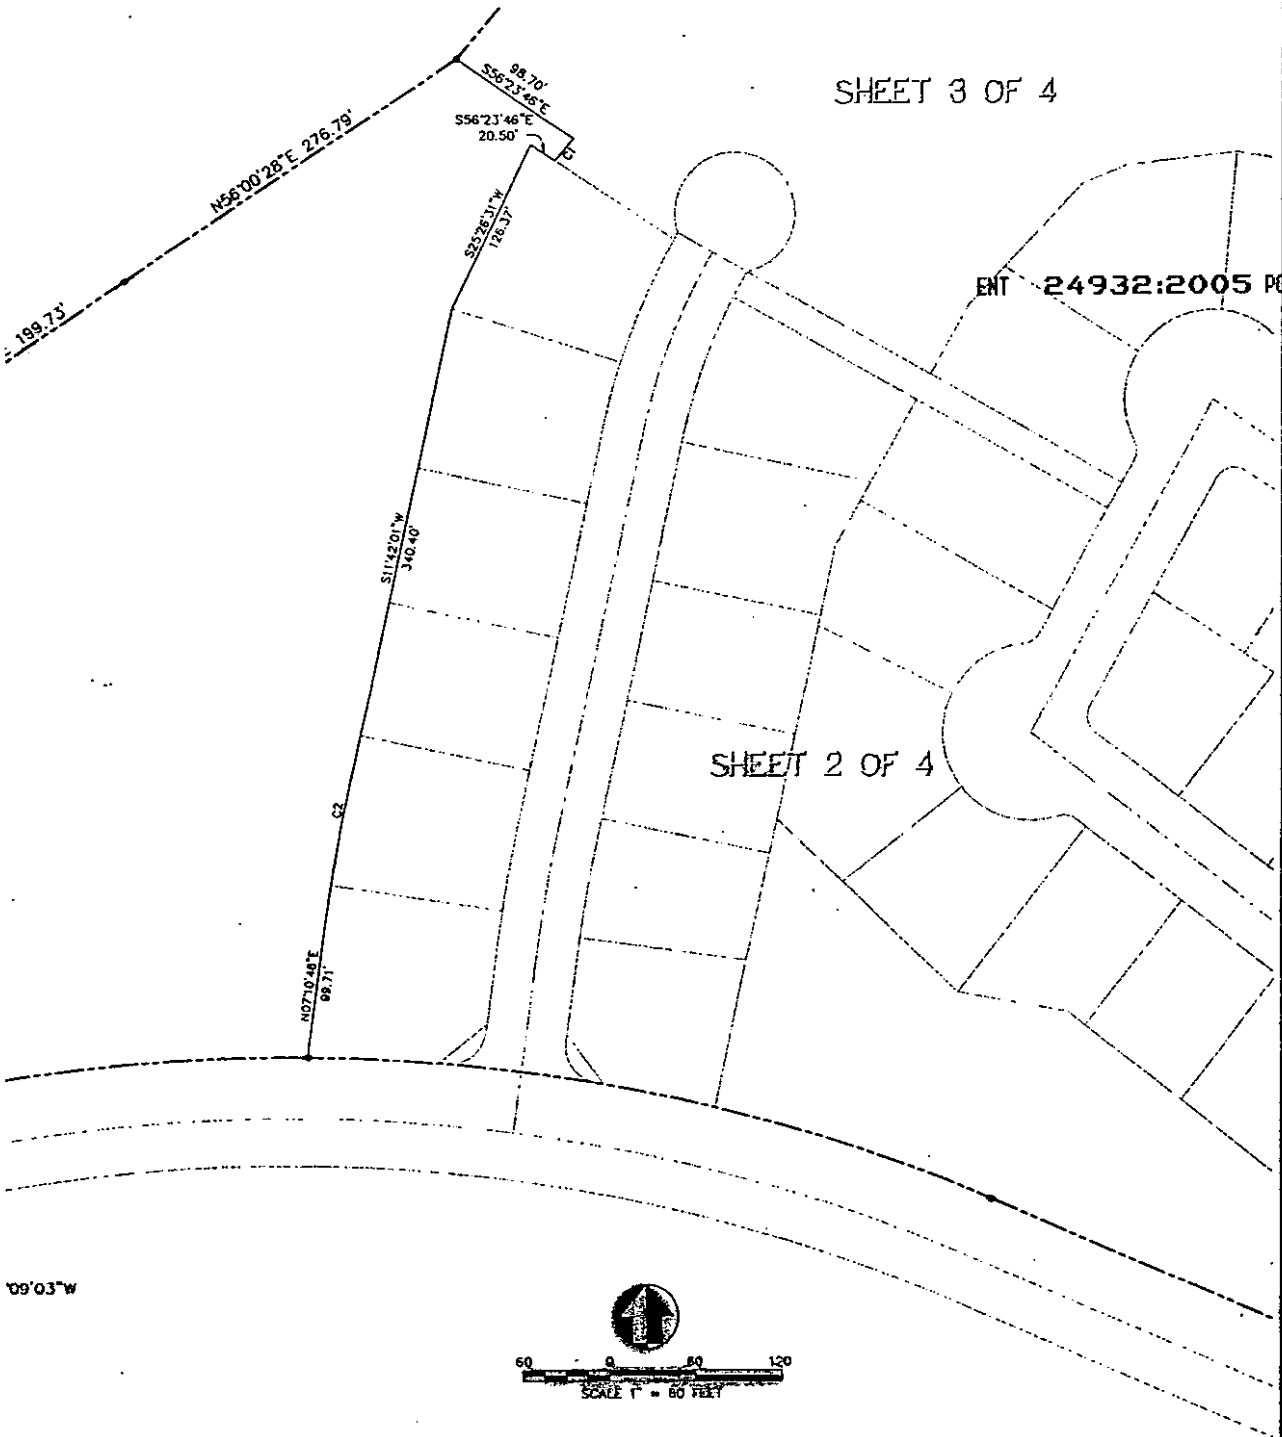 98.70'
S56°23'46"E
SHEET 3 OF 4
S56°23'46"E
20.50'
C1
N56°00'28"E 276.79'
S25°26'31"W
126.37'
ENT 24932:2005 PG
E 199.73'
S11°42'01"W
340.40'
SHEET 2 OF 4
C2
N07°10'48"E
99.71'
°09'03"W
60 0 60 120
SCALE 1" = 60 FEET